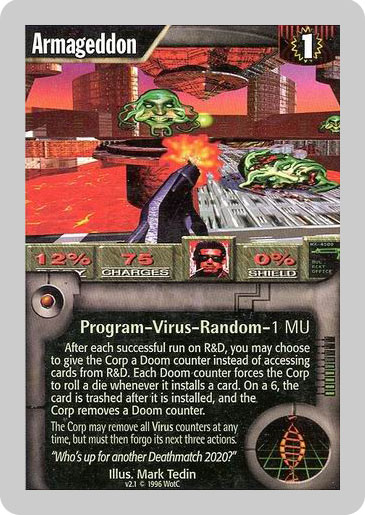 Armageddon
1
12%
75
0%
CHARGES
SHIELD
Program-Virus-Random-1 MU
After each successful run on R&D, you may choose
to give the Corp a Doom counter instead of accessing
cards from R&D. Each Doom counter forces the Corp
to roll a die whenever it installs a card. On a 6, the
card is trashed after it is installed, and the
Corp removes a Doom counter.
The Corp may remove all Virus counters at any
time, but must then forgo its next three actions.
"Who's up for another Deathmatch 2020?"
Illus. Mark Tedin
v2.1 © 1996 WotC